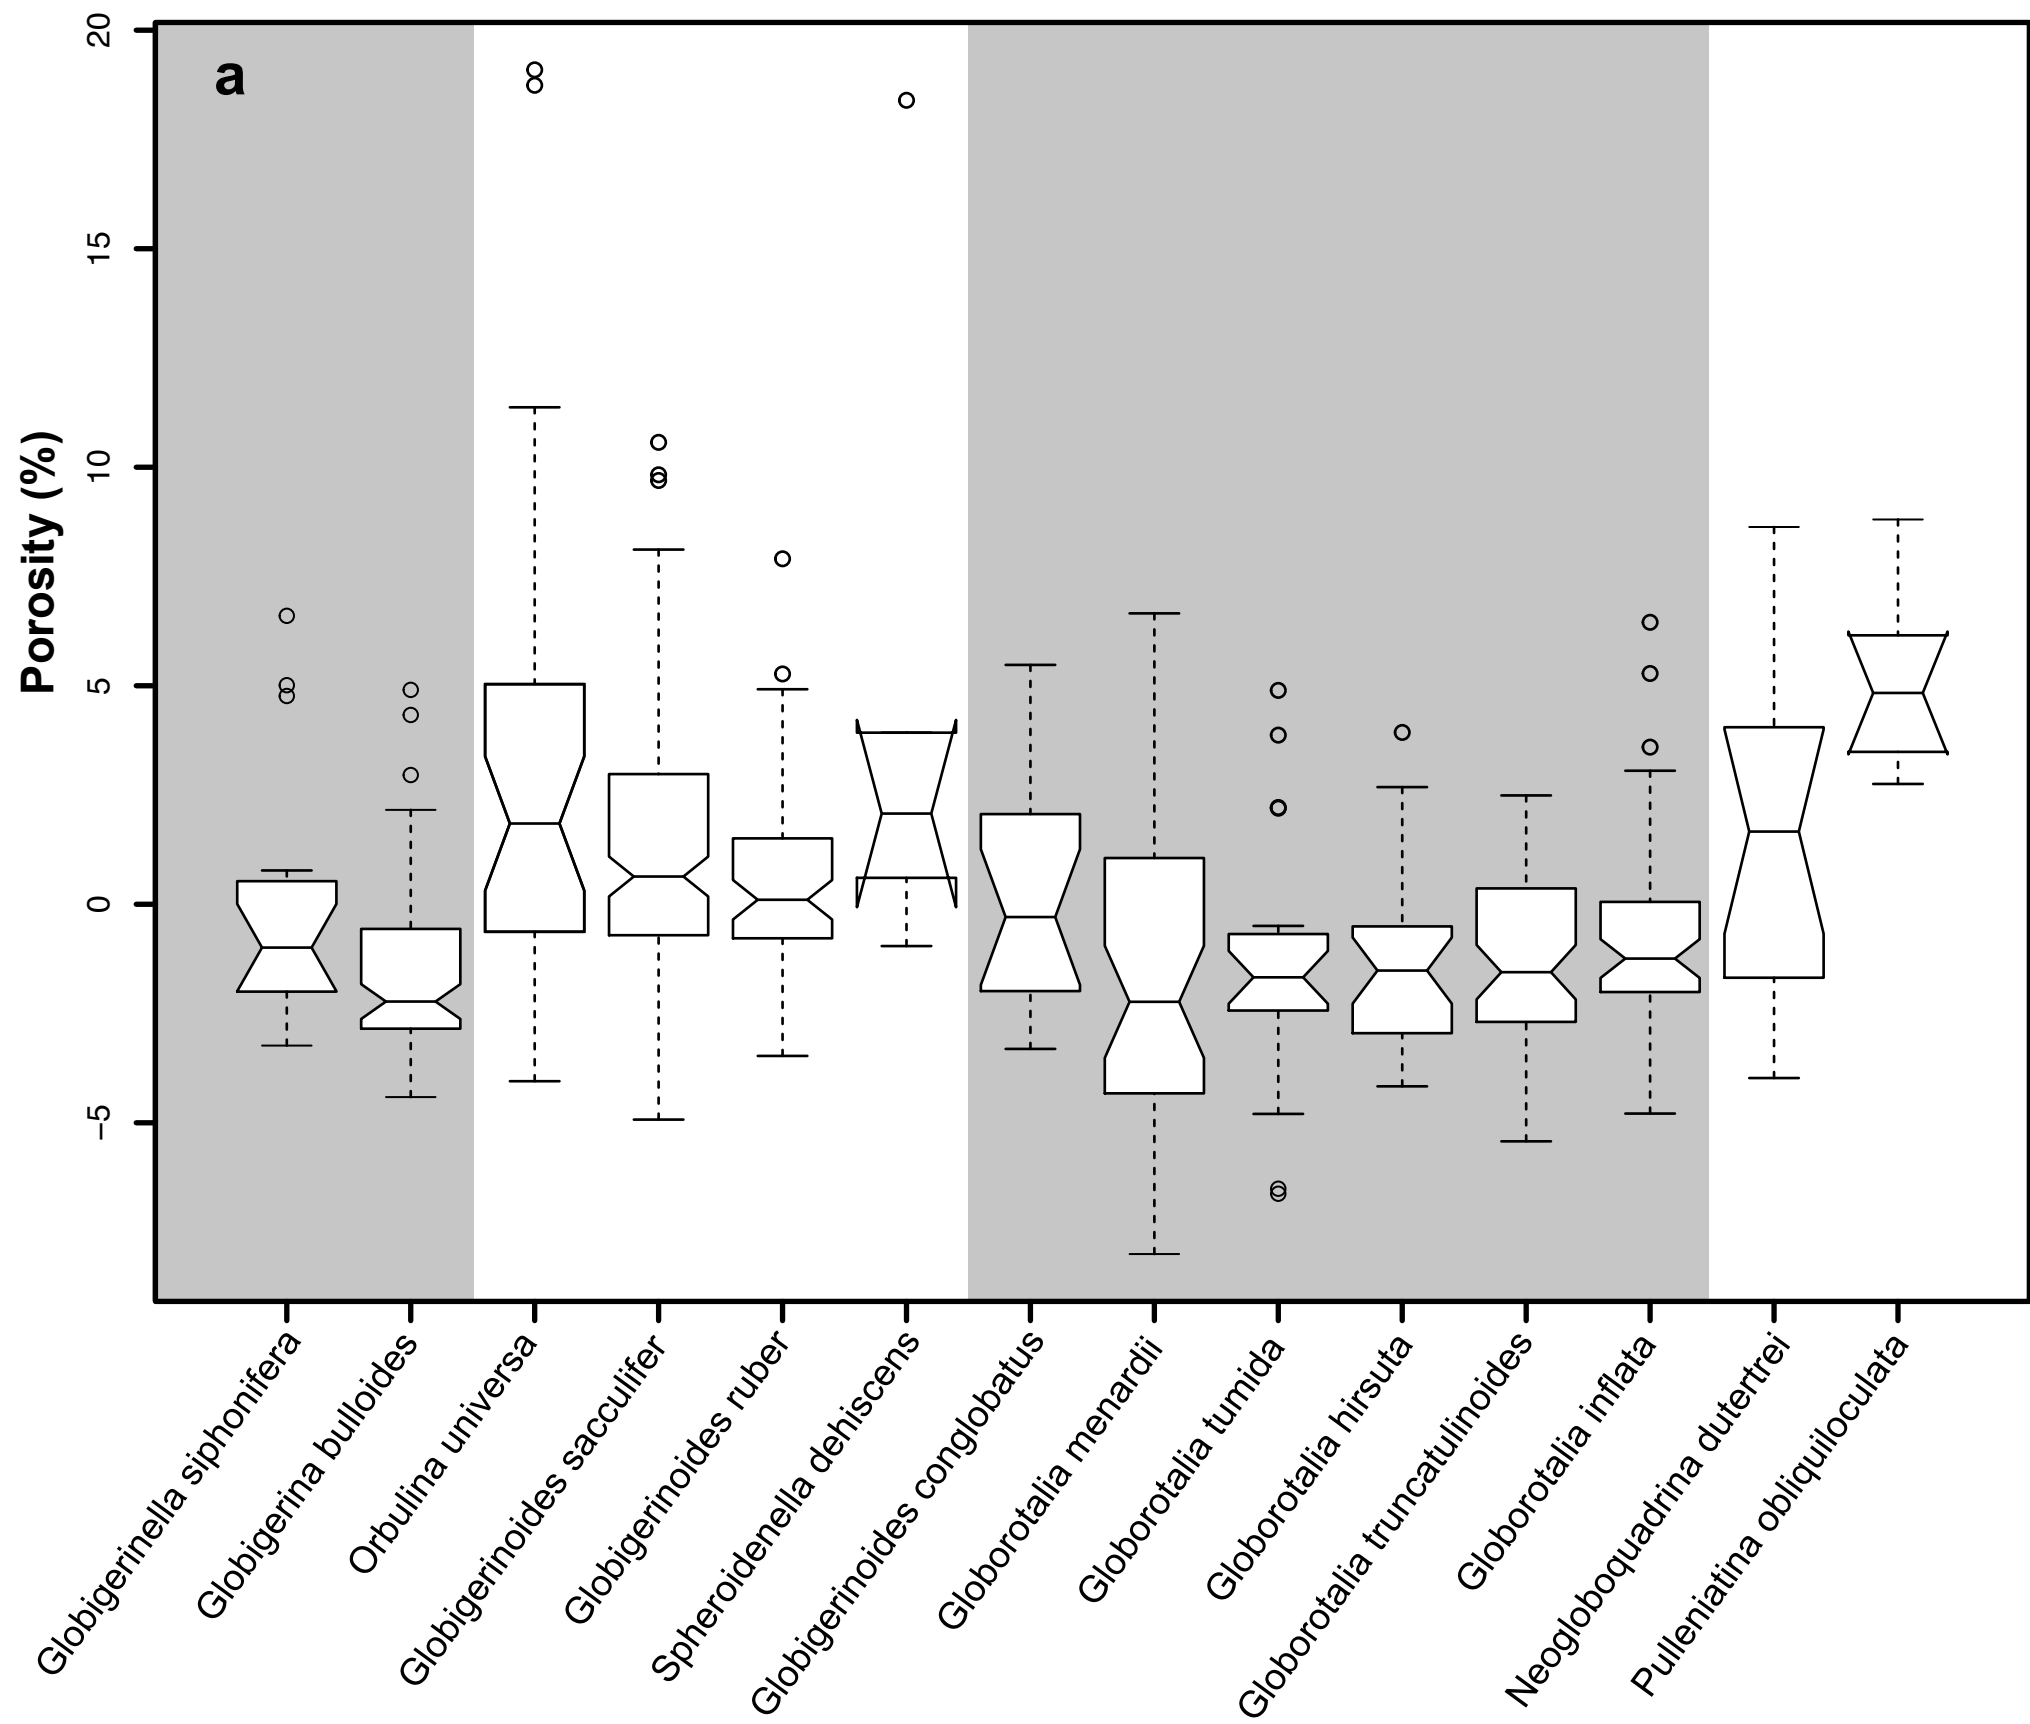 a
Porosity (%)
20
15
10
5
0
−5
Globigerinella siphonifera
Globigerina bulloides
Orbulina universa
Globigerinoides sacculifer
Globigerinoides ruber
Spheroidenella dehiscens
Globigerinoides conglobatus
Globorotalia menardii
Globorotalia tumida
Globorotalia hirsuta
Globorotalia truncatulinoides
Globorotalia inflata
Neogloboquadrina dutertrei
Pulleniatina obliquiloculata